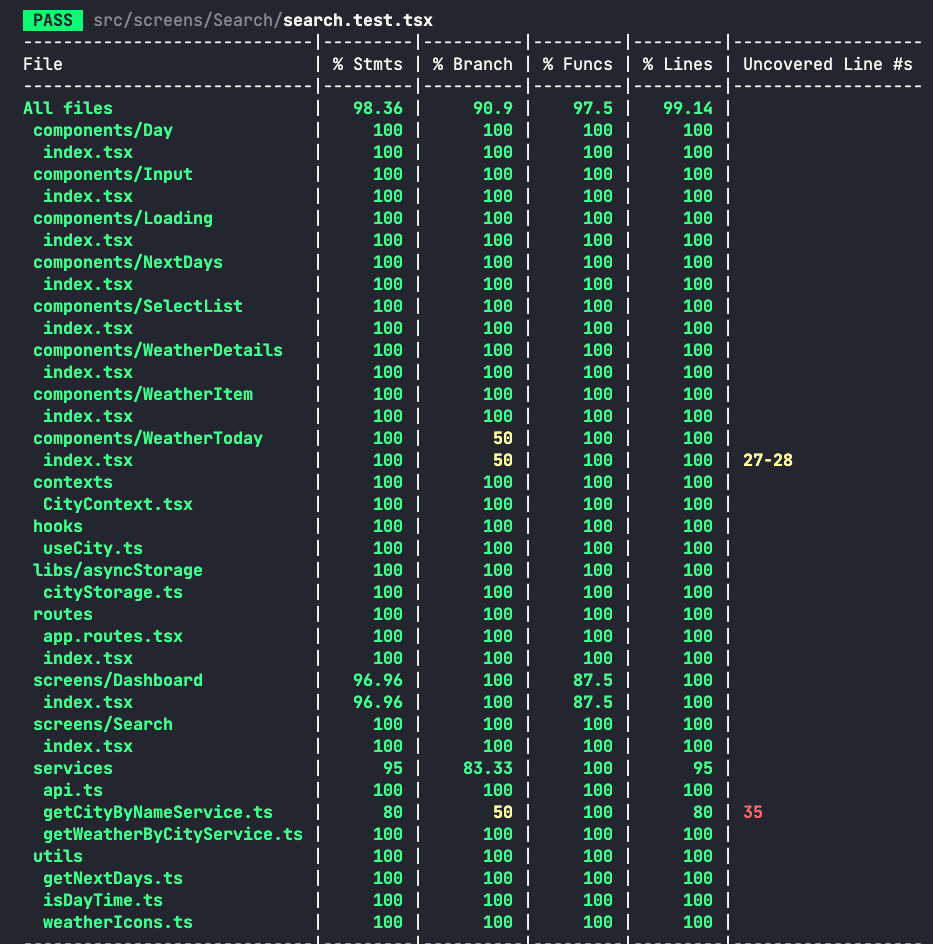 PASS src/screens/Search/search.test.tsx
-----------------------------|---------|----------|---------|---------|-------------------
File                         | % Stmts | % Branch | % Funcs | % Lines | Uncovered Line #s
-----------------------------|---------|----------|---------|---------|-------------------
All files                    |   98.36 |     90.9 |    97.5 |   99.14 |
 components/Day              |     100 |      100 |     100 |     100 |
  index.tsx                  |     100 |      100 |     100 |     100 |
 components/Input            |     100 |      100 |     100 |     100 |
  index.tsx                  |     100 |      100 |     100 |     100 |
 components/Loading          |     100 |      100 |     100 |     100 |
  index.tsx                  |     100 |      100 |     100 |     100 |
 components/NextDays         |     100 |      100 |     100 |     100 |
  index.tsx                  |     100 |      100 |     100 |     100 |
 components/SelectList       |     100 |      100 |     100 |     100 |
  index.tsx                  |     100 |      100 |     100 |     100 |
 components/WeatherDetails   |     100 |      100 |     100 |     100 |
  index.tsx                  |     100 |      100 |     100 |     100 |
 components/WeatherItem      |     100 |      100 |     100 |     100 |
  index.tsx                  |     100 |      100 |     100 |     100 |
 components/WeatherToday     |     100 |       50 |     100 |     100 |
  index.tsx                  |     100 |       50 |     100 |     100 | 27-28
 contexts                    |     100 |      100 |     100 |     100 |
  CityContext.tsx            |     100 |      100 |     100 |     100 |
 hooks                       |     100 |      100 |     100 |     100 |
  useCity.ts                 |     100 |      100 |     100 |     100 |
 libs/asyncStorage           |     100 |      100 |     100 |     100 |
  cityStorage.ts             |     100 |      100 |     100 |     100 |
 routes                      |     100 |      100 |     100 |     100 |
  app.routes.tsx             |     100 |      100 |     100 |     100 |
  index.tsx                  |     100 |      100 |     100 |     100 |
 screens/Dashboard           |   96.96 |      100 |    87.5 |     100 |
  index.tsx                  |   96.96 |      100 |    87.5 |     100 |
 screens/Search              |     100 |      100 |     100 |     100 |
  index.tsx                  |     100 |      100 |     100 |     100 |
 services                    |      95 |    83.33 |     100 |      95 |
  api.ts                     |     100 |      100 |     100 |     100 |
  getCityByNameService.ts    |      80 |       50 |     100 |      80 | 35
  getWeatherByCityService.ts |     100 |      100 |     100 |     100 |
 utils                       |     100 |      100 |     100 |     100 |
  getNextDays.ts             |     100 |      100 |     100 |     100 |
  isDayTime.ts               |     100 |      100 |     100 |     100 |
  weatherIcons.ts            |     100 |      100 |     100 |     100 |
-----------------------------|---------|----------|---------|---------|-------------------